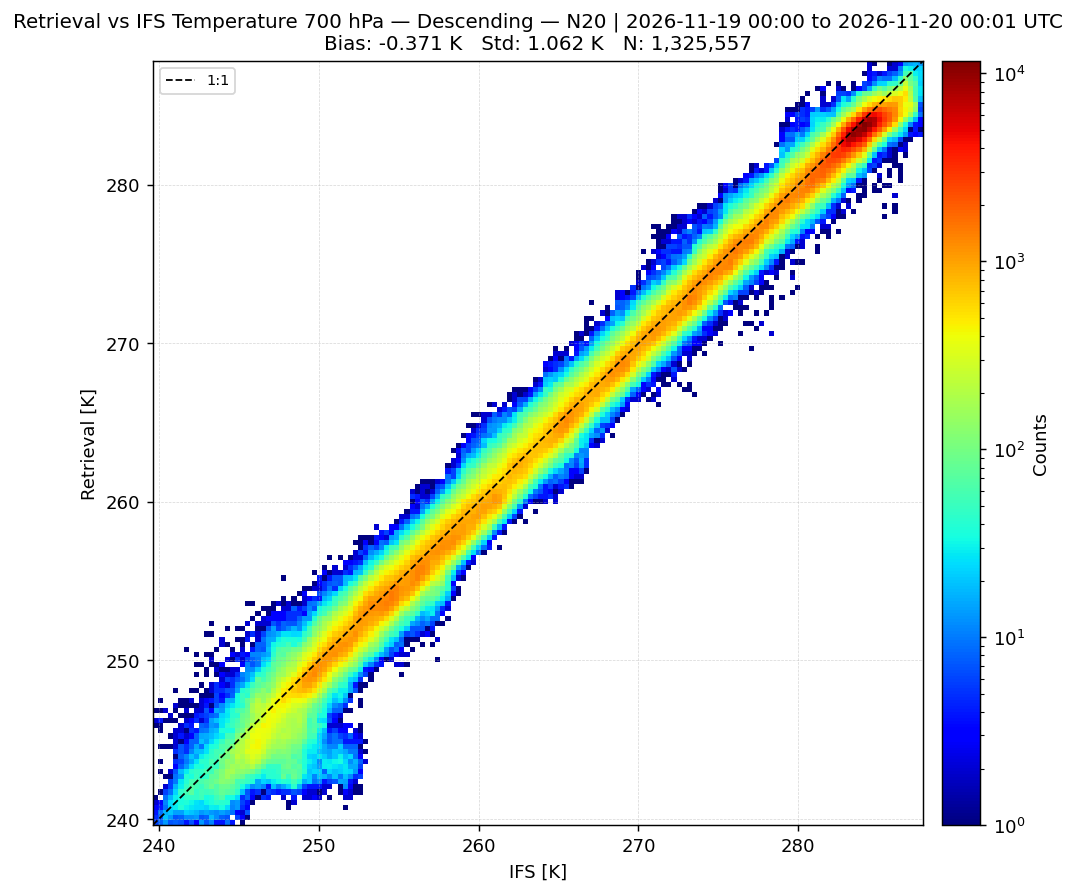 Retrieval vs IFS Temperature 700 hPa — Descending — N20 | 2026-11-19 00:00 to 2026-11-20 00:01 UTC
Bias: -0.371 K   Std: 1.062 K   N: 1,325,557
1:1
280
270
260
250
240
Retrieval [K]
240 250 260 270 280
IFS [K]
10^4
10^3
10^2
10^1
10^0
Counts